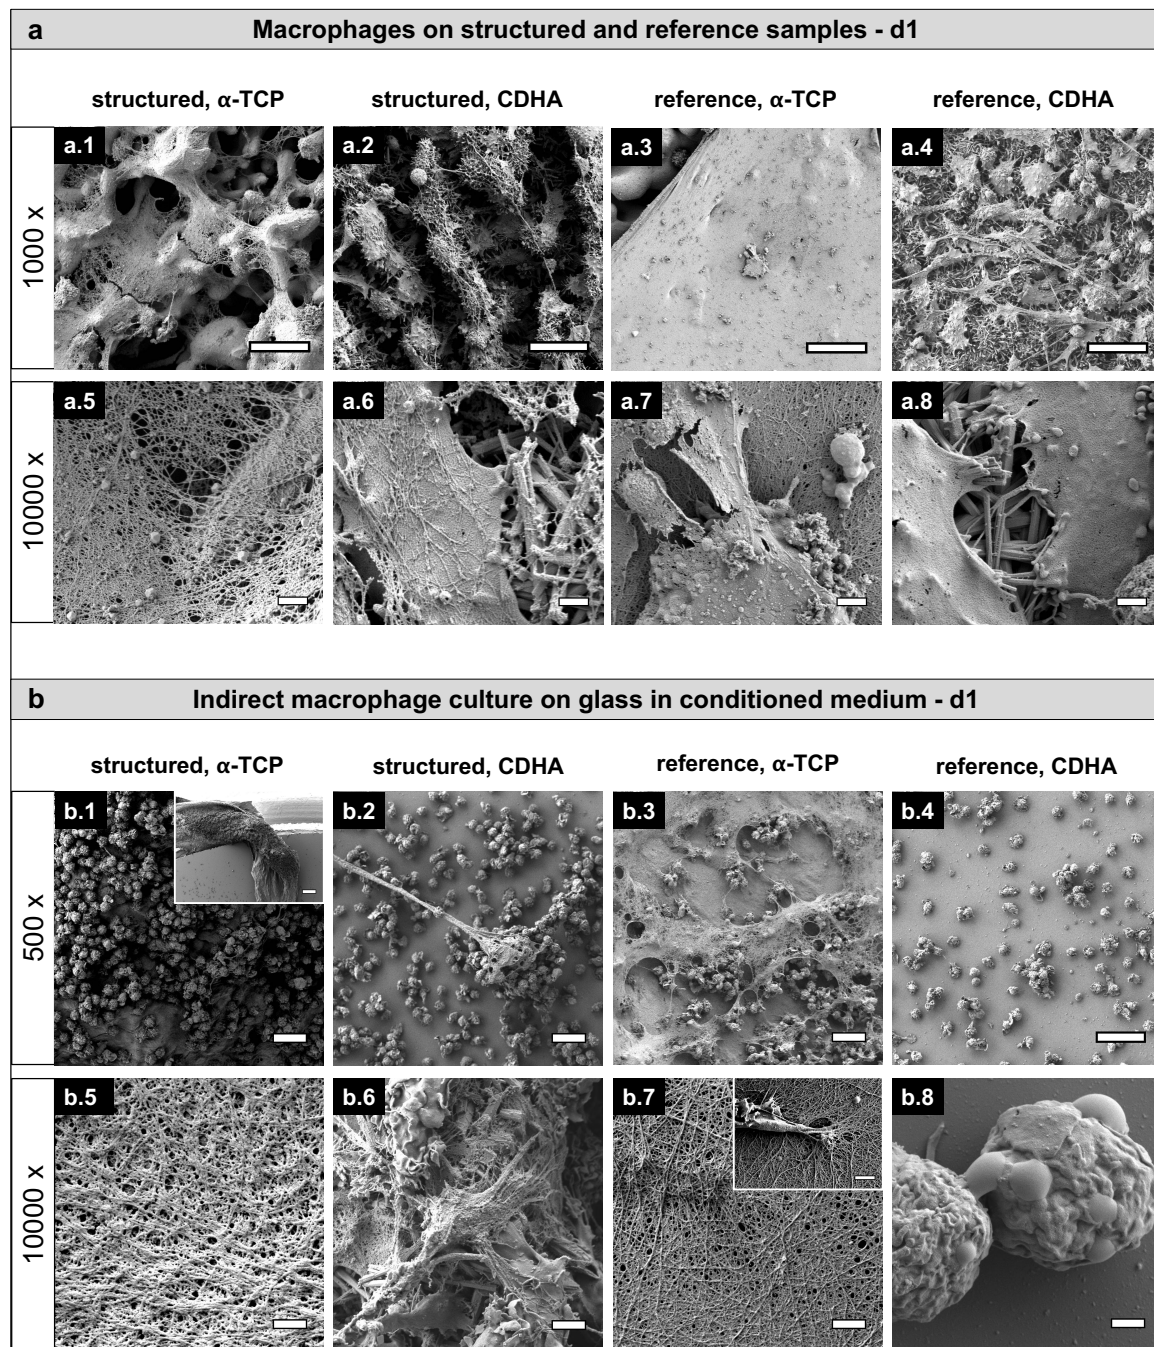 a Macrophages on structured and reference samples - d1
structured, α-TCP structured, CDHA reference, α-TCP reference, CDHA
1000 x
a.1 a.2 a.3 a.4
10000 x
a.5 a.6 a.7 a.8
b Indirect macrophage culture on glass in conditioned medium - d1
structured, α-TCP structured, CDHA reference, α-TCP reference, CDHA
500 x
b.1 b.2 b.3 b.4
10000 x
b.5 b.6 b.7 b.8